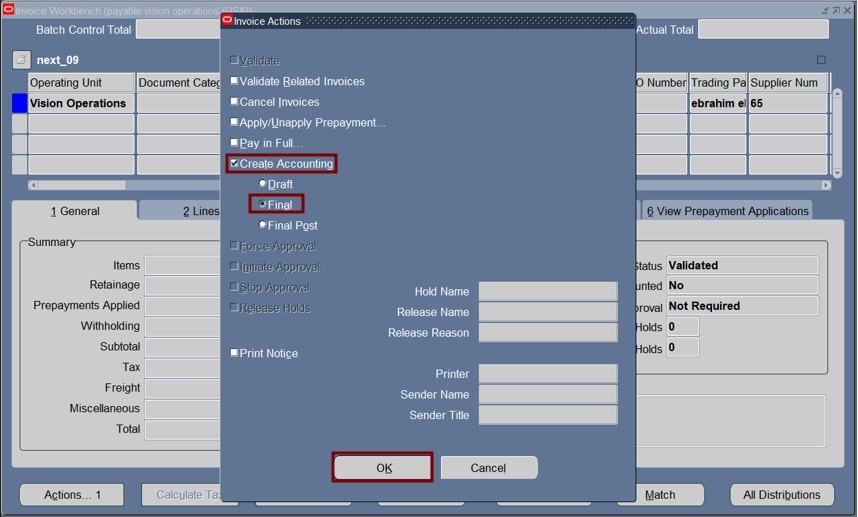 Invoice Workbench (payable vision operations (USA))
Batch Control Total
Actual Total
next_09
Operating Unit
Document Categ
O Number
Trading Pa
Supplier Num
Vision Operations
ebrahim el
65
1 General
2 Lines
6 View Prepayment Applications
Summary
Items
Retainage
Prepayments Applied
Withholding
Subtotal
Tax
Freight
Miscellaneous
Total
Status Validated
unted No
proval Not Required
Holds 0
Holds 0
Actions... 1
Calculate Tax
Match
All Distributions
Invoice Actions
Validate
Validate Related Invoices
Cancel Invoices
Apply/Unapply Prepayment...
Pay in Full...
Create Accounting
Draft
Final
Final Post
Force Approval
Initiate Approval
Stop Approval
Release Holds
Hold Name
Release Name
Release Reason
Print Notice
Printer
Sender Name
Sender Title
OK
Cancel